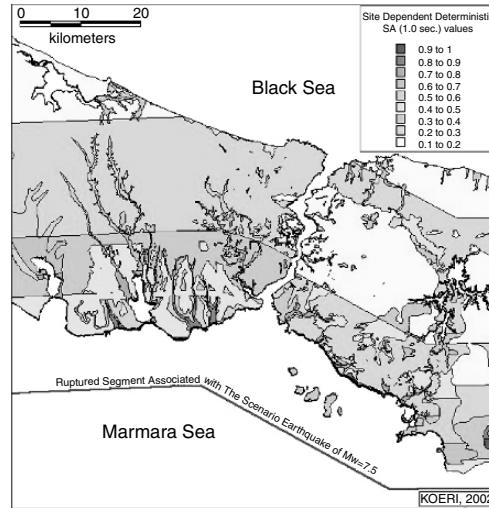 0 10 20
kilometers
Site Dependent Deterministi
SA (1.0 sec.) values
0.9 to 1
0.8 to 0.9
0.7 to 0.8
0.6 to 0.7
0.5 to 0.6
0.4 to 0.5
0.3 to 0.4
0.2 to 0.3
0.1 to 0.2
Black Sea
Ruptured Segment Associated with The Scenario Earthquake of Mw=7.5
Marmara Sea
KOERI, 2002